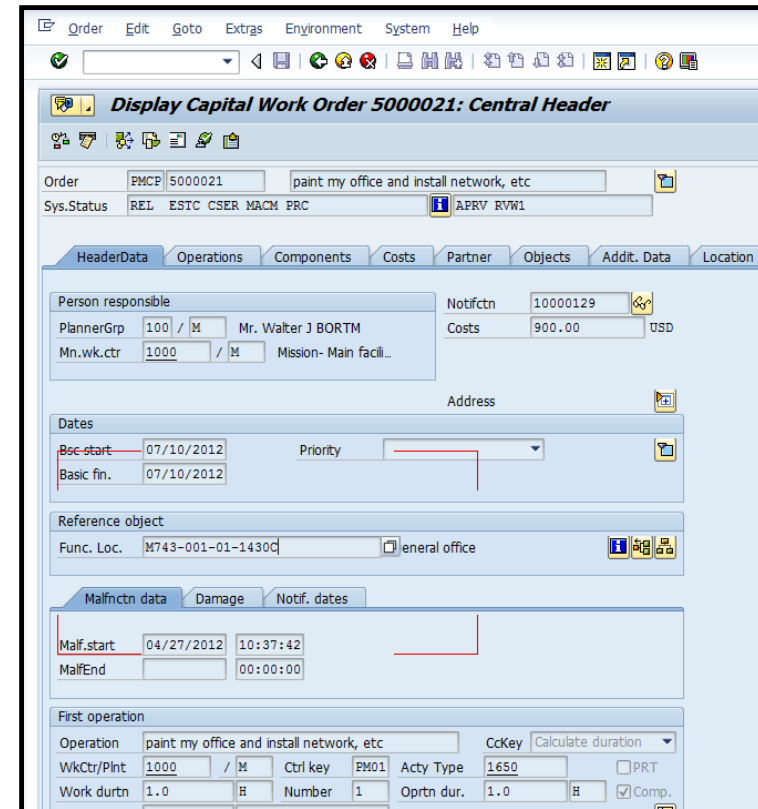 Order Edit Goto Extras Environment System Help
Display Capital Work Order 5000021: Central Header
Order PMCP 5000021 paint my office and install network, etc
Sys.Status REL ESTC CSER MACM PRC APRV RVW1
HeaderData Operations Components Costs Partner Objects Addit. Data Location
Person responsible
Notifctn 10000129
PlannerGrp 100 / M Mr. Walter J BORTM
Costs 900.00 USD
Mn.wk.ctr 1000 / M Mission- Main facili...
Address
Dates
Bsc start 07/10/2012 Priority
Basic fin. 07/10/2012
Reference object
Func. Loc. M743-001-01-1430C eneral office
Malfnctn data Damage Notif. dates
Malf.start 04/27/2012 10:37:42
MalfEnd 00:00:00
First operation
Operation paint my office and install network, etc CcKey Calculate duration
WkCtr/Plnt 1000 / M Ctrl key PM01 Acty Type 1650 PRT
Work durtn 1.0 H Number 1 Oprtn dur. 1.0 H Comp.